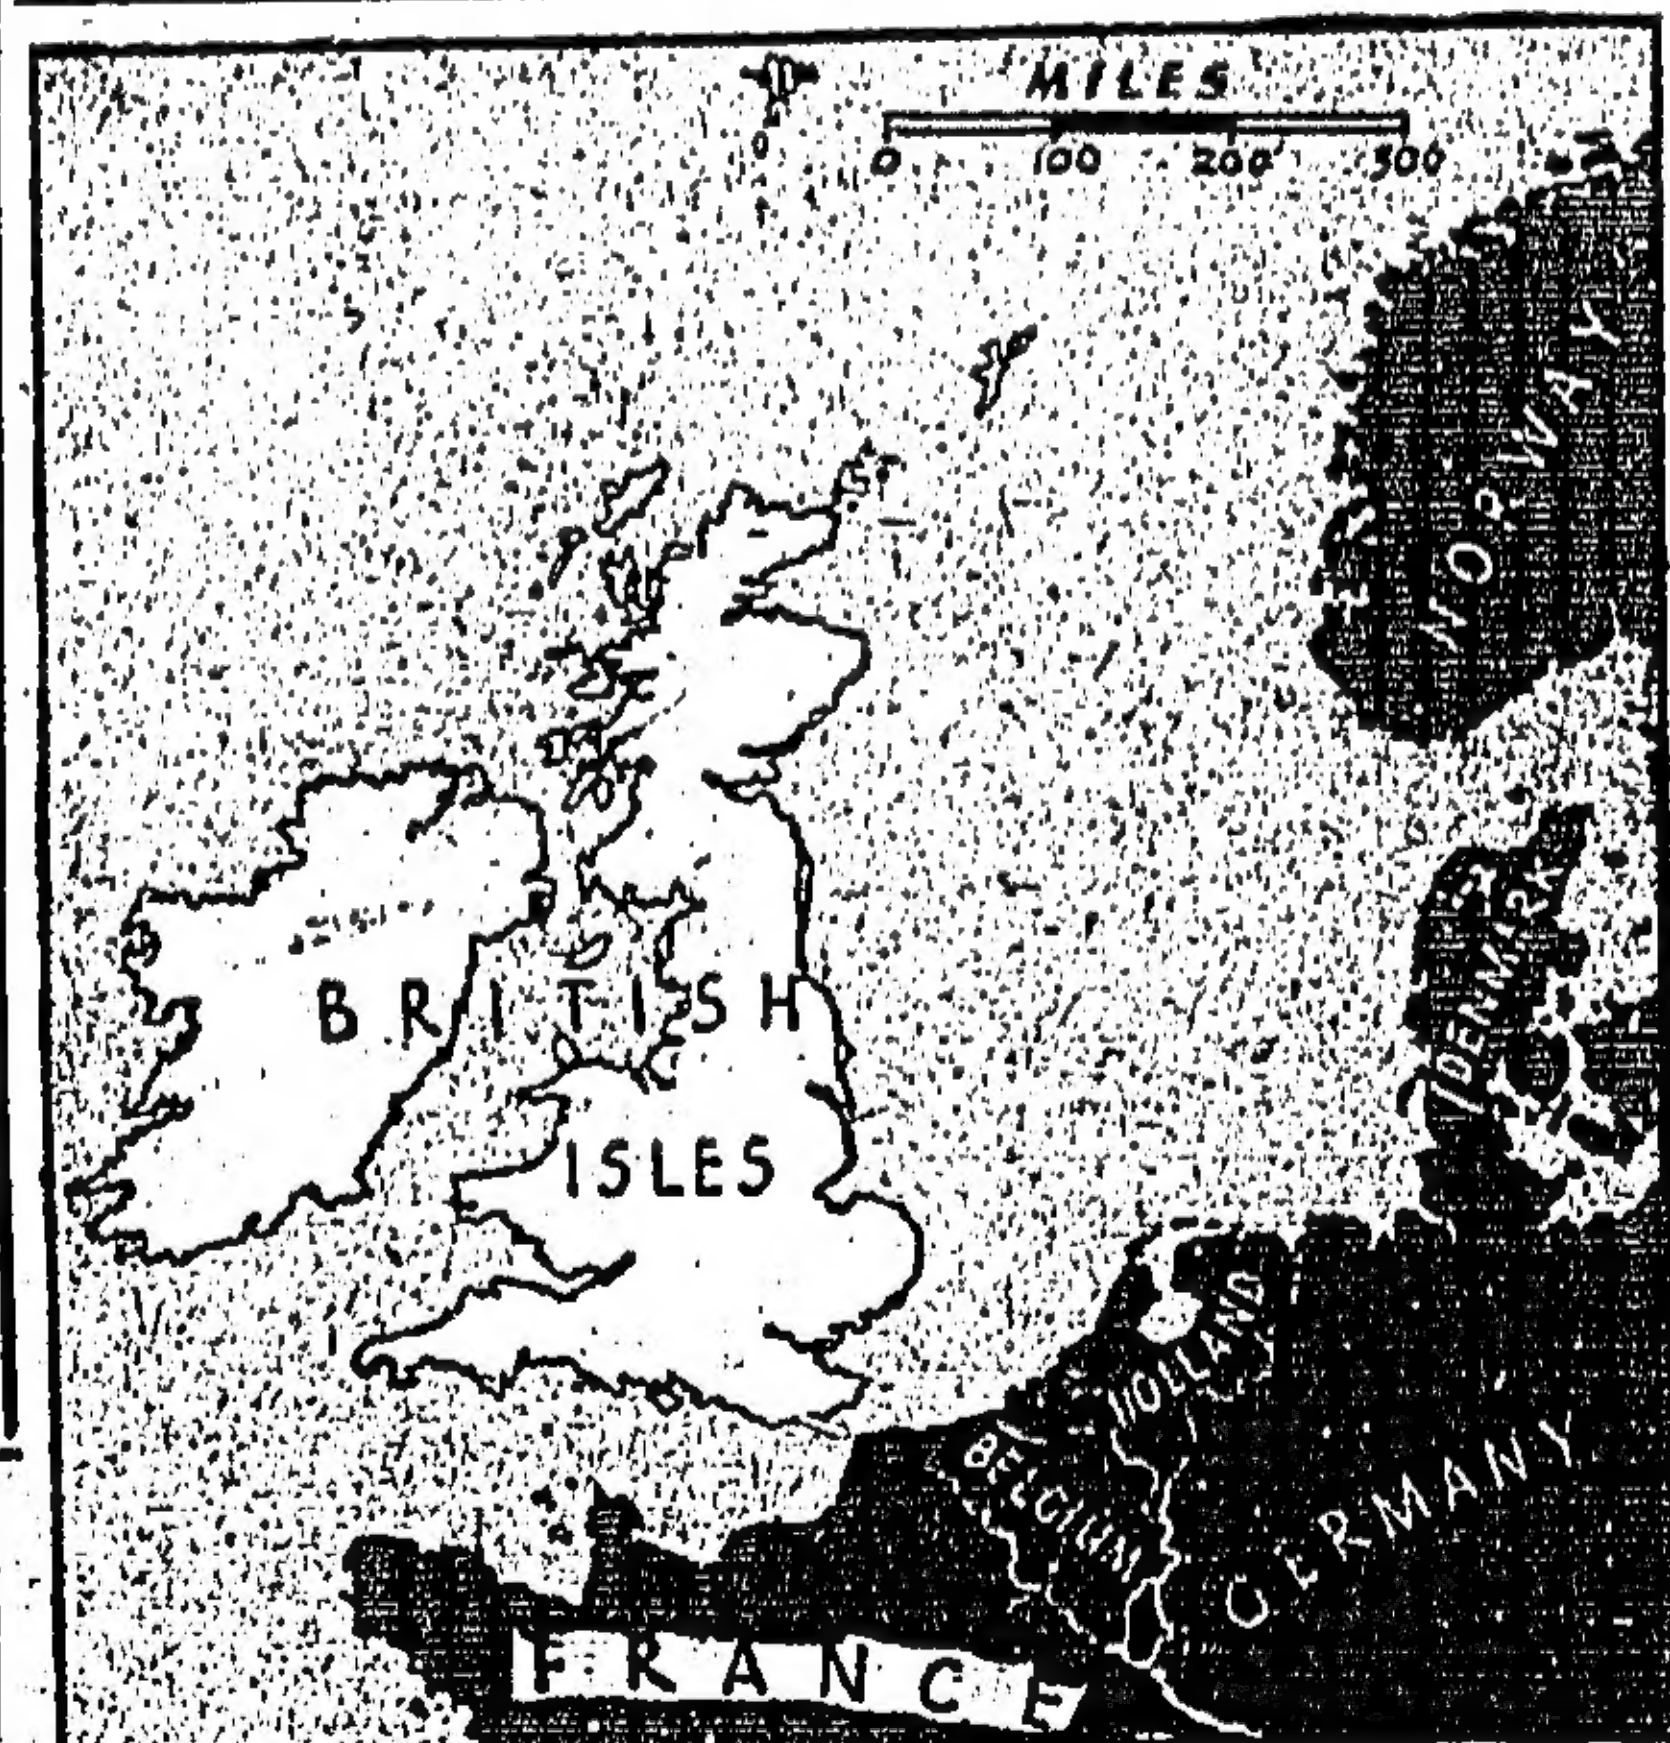 MILES
0 100 200 300
NORWAY
DENMARK
BRITISH
ISLES
HOLLAND
BELGIUM
GERMANY
FRANCE